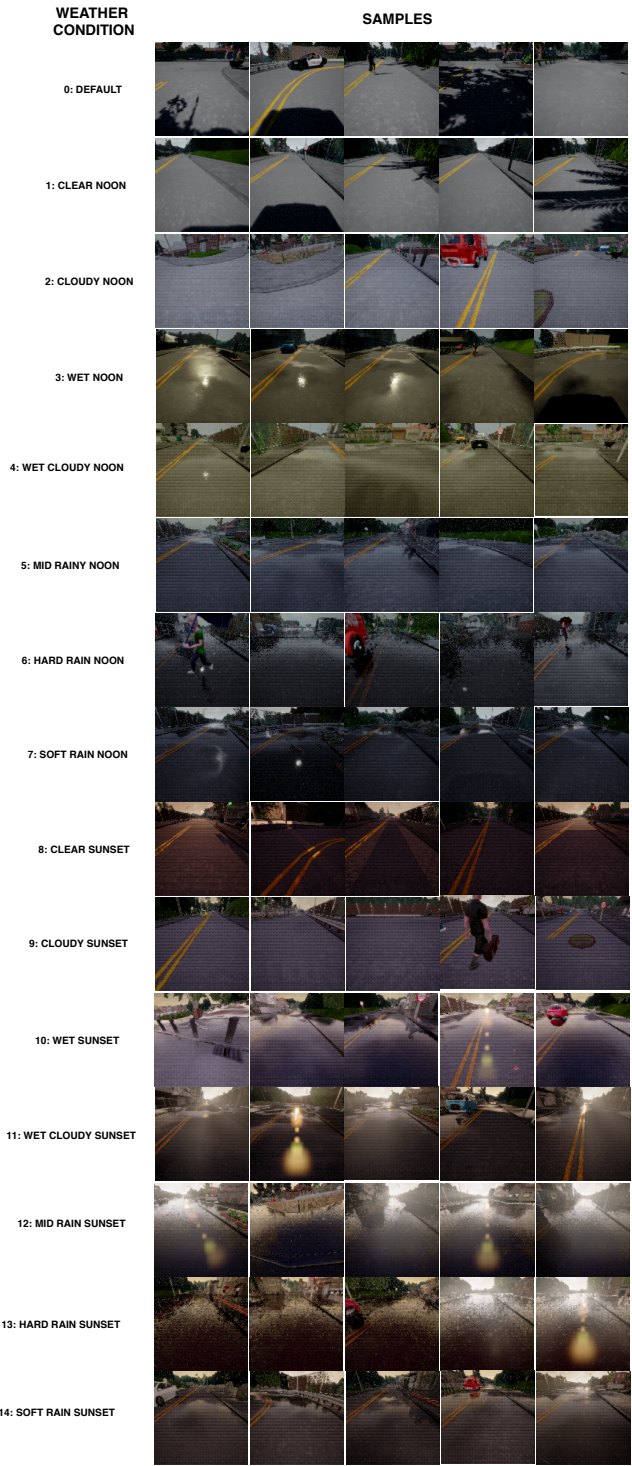 WEATHER
CONDITION
SAMPLES
0: DEFAULT
1: CLEAR NOON
2: CLOUDY NOON
3: WET NOON
4: WET CLOUDY NOON
5: MID RAINY NOON
6: HARD RAIN NOON
7: SOFT RAIN NOON
8: CLEAR SUNSET
9: CLOUDY SUNSET
10: WET SUNSET
11: WET CLOUDY SUNSET
12: MID RAIN SUNSET
13: HARD RAIN SUNSET
14: SOFT RAIN SUNSET